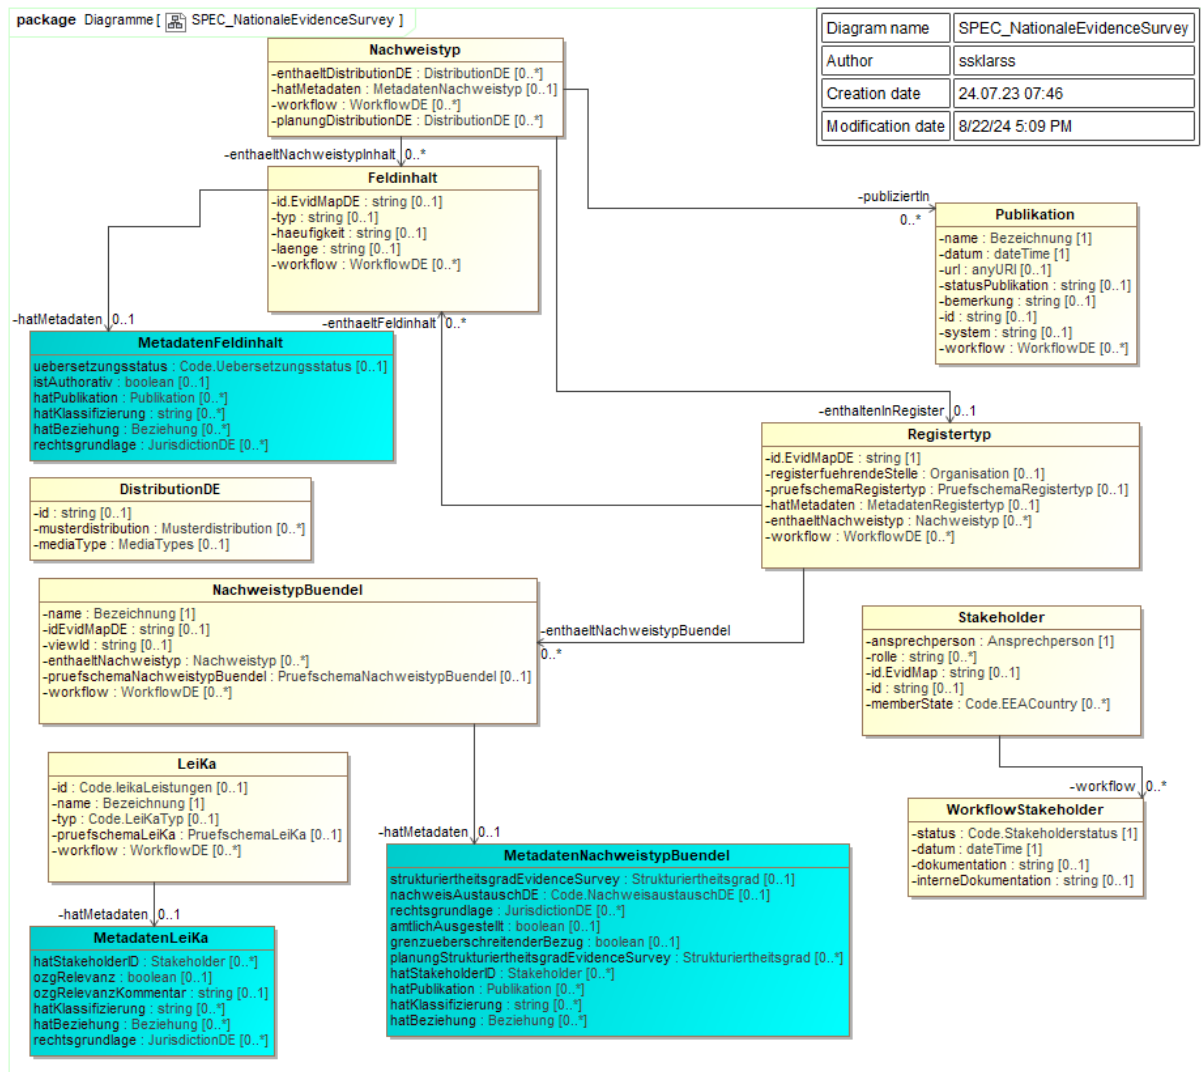 package Diagramme [ SPEC_NationaleEvidenceSurvey ]
Diagram name SPEC_NationaleEvidenceSurvey
Author ssklarss
Creation date 24.07.23 07:46
Modification date 8/22/24 5:09 PM
Nachweistyp
-enthaeltDistributionDE : DistributionDE [0..*]
-hatMetadaten : MetadatenNachweistyp [0..1]
-workflow : WorkflowDE [0..*]
-planungDistributionDE : DistributionDE [0..*]
-enthaeltNachweistypInhalt 0..*
Feldinhalt
-id.EvidMapDE : string [0..1]
-typ : string [0..1]
-haeufigkeit : string [0..1]
-laenge : string [0..1]
-workflow : WorkflowDE [0..*]
-publiziertIn
0..*
Publikation
-name : Bezeichnung [1]
-datum : dateTime [1]
-url : anyURI [0..1]
-statusPublikation : string [0..1]
-bemerkung : string [0..1]
-id : string [0..1]
-system : string [0..1]
-workflow : WorkflowDE [0..*]
-hatMetadaten 0..1
-enthaeltFeldinhalt 0..*
MetadatenFeldinhalt
uebersetzungsstatus : Code.Uebersetzungsstatus [0..1]
istAuthorativ : boolean [0..1]
hatPublikation : Publikation [0..*]
hatKlassifizierung : string [0..*]
hatBeziehung : Beziehung [0..*]
rechtsgrundlage : JurisdictionDE [0..*]
-enthaltenInRegister 0..1
Registertyp
-id.EvidMapDE : string [1]
-registerfuehrendeStelle : Organisation [0..1]
-pruefschemaRegistertyp : PruefschemaRegistertyp [0..1]
-hatMetadaten : MetadatenRegistertyp [0..1]
-enthaeltNachweistyp : Nachweistyp [0..*]
-workflow : WorkflowDE [0..*]
DistributionDE
-id : string [0..1]
-musterdistribution : Musterdistribution [0..*]
-mediaType : MediaTypes [0..1]
NachweistypBuendel
-name : Bezeichnung [1]
-idEvidMapDE : string [0..1]
-viewId : string [0..1]
-enthaeltNachweistyp : Nachweistyp [0..*]
-pruefschemaNachweistypBuendel : PruefschemaNachweistypBuendel [0..1]
-workflow : WorkflowDE [0..*]
-enthaeltNachweistypBuendel
0..*
Stakeholder
-ansprechperson : Ansprechperson [1]
-rolle : string [0..*]
-id.EvidMap : string [0..1]
-id : string [0..1]
-memberState : Code.EEACountry [0..*]
-workflow 0..*
WorkflowStakeholder
-status : Code.Stakeholderstatus [1]
-datum : dateTime [1]
-dokumentation : string [0..1]
-interneDokumentation : string [0..1]
LeiKa
-id : Code.leikaLeistungen [0..1]
-name : Bezeichnung [1]
-typ : Code.LeiKaTyp [0..1]
-pruefschemaLeiKa : PruefschemaLeiKa [0..1]
-workflow : WorkflowDE [0..*]
-hatMetadaten 0..1
MetadatenNachweistypBuendel
strukturiertheitsgradEvidenceSurvey : Strukturiertheitsgrad [0..1]
nachweisAustauschDE : Code.NachweisaustauschDE [0..1]
rechtsgrundlage : JurisdictionDE [0..*]
amtlichAusgestellt : boolean [0..1]
grenzueberschreitenderBezug : boolean [0..1]
planungStrukturiertheitsgradEvidenceSurvey : Strukturiertheitsgrad [0..*]
hatStakeholderID : Stakeholder [0..*]
hatPublikation : Publikation [0..*]
hatKlassifizierung : string [0..*]
hatBeziehung : Beziehung [0..*]
-hatMetadaten 0..1
MetadatenLeiKa
hatStakeholderID : Stakeholder [0..*]
ozgRelevanz : boolean [0..1]
ozgRelevanzKommentar : string [0..1]
hatKlassifizierung : string [0..*]
hatBeziehung : Beziehung [0..*]
rechtsgrundlage : JurisdictionDE [0..*]